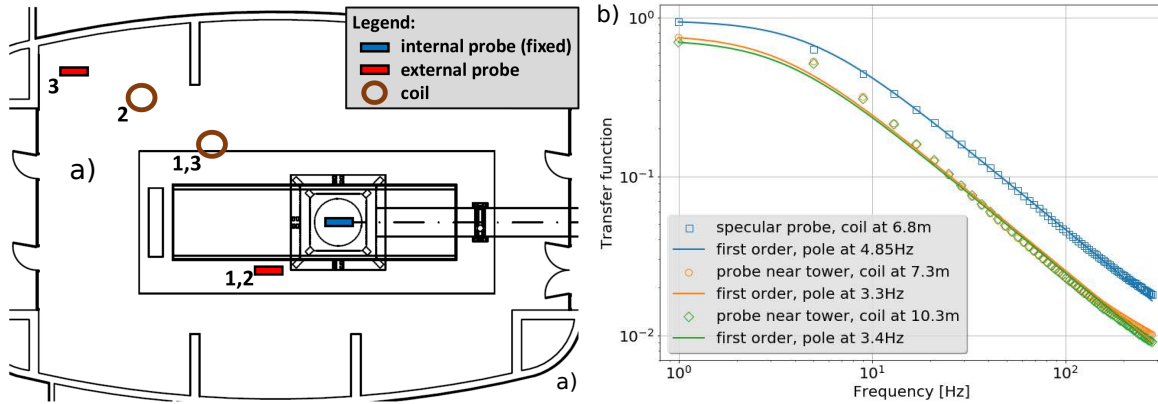 a)
Legend:
internal probe (fixed)
external probe
coil
3
2
1,3
a)
1,2
a)
b)
Transfer function
10⁰
10⁻¹
10⁻²
specular probe, coil at 6.8m
first order, pole at 4.85Hz
probe near tower, coil at 7.3m
first order, pole at 3.3Hz
probe near tower, coil at 10.3m
first order, pole at 3.4Hz
10⁰
10¹
10²
Frequency [Hz]